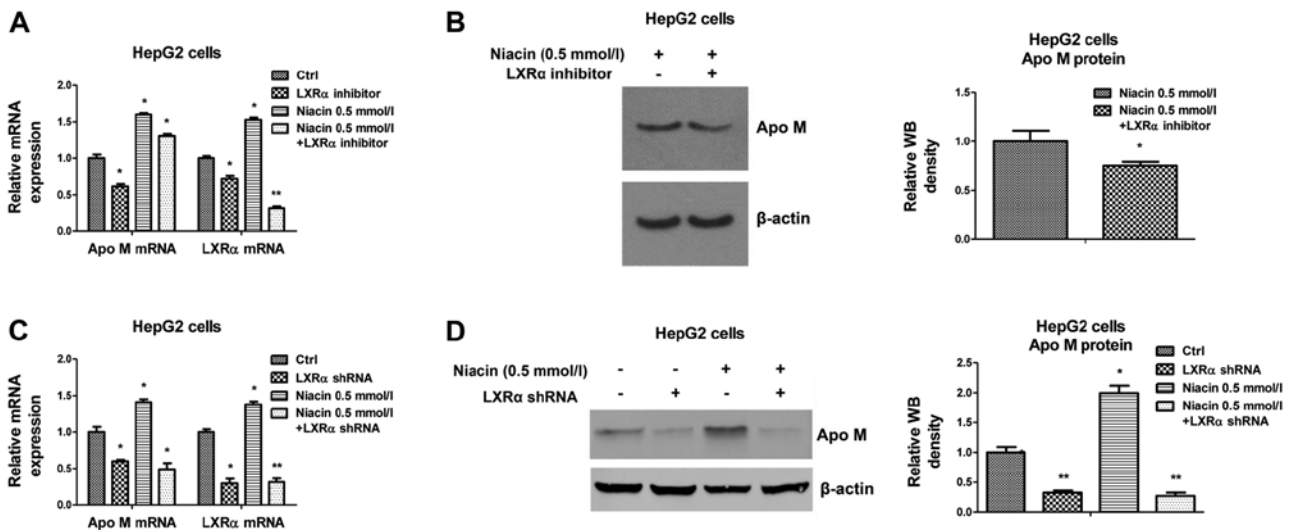 A
HepG2 cells
Relative mRNA
expression
2.0
1.5
1.0
0.5
0.0
*
*
*
*
*
**
Apo M mRNA
LXRα mRNA
Ctrl
LXRα inhibitor
Niacin 0.5 mmol/l
Niacin 0.5 mmol/l
+LXRα inhibitor
B
HepG2 cells
Niacin (0.5 mmol/l) + +
LXRα inhibitor - +
Apo M
β-actin
HepG2 cells
Apo M protein
Relative WB
density
1.5
1.0
0.5
0.0
*
Niacin 0.5 mmol/l
Niacin 0.5 mmol/l
+LXRα inhibitor
C
HepG2 cells
Relative mRNA
expression
2.0
1.5
1.0
0.5
0.0
*
*
*
*
*
**
Apo M mRNA
LXRα mRNA
Ctrl
LXRα shRNA
Niacin 0.5 mmol/l
Niacin 0.5 mmol/l
+LXRα shRNA
D
HepG2 cells
Niacin (0.5 mmol/l) - - + +
LXRα shRNA - + - +
Apo M
β-actin
HepG2 cells
Apo M protein
Relative WB
density
2.5
2.0
1.5
1.0
0.5
0.0
**
*
**
Ctrl
LXRα shRNA
Niacin 0.5 mmol/l
Niacin 0.5 mmol/l
+LXRα shRNA